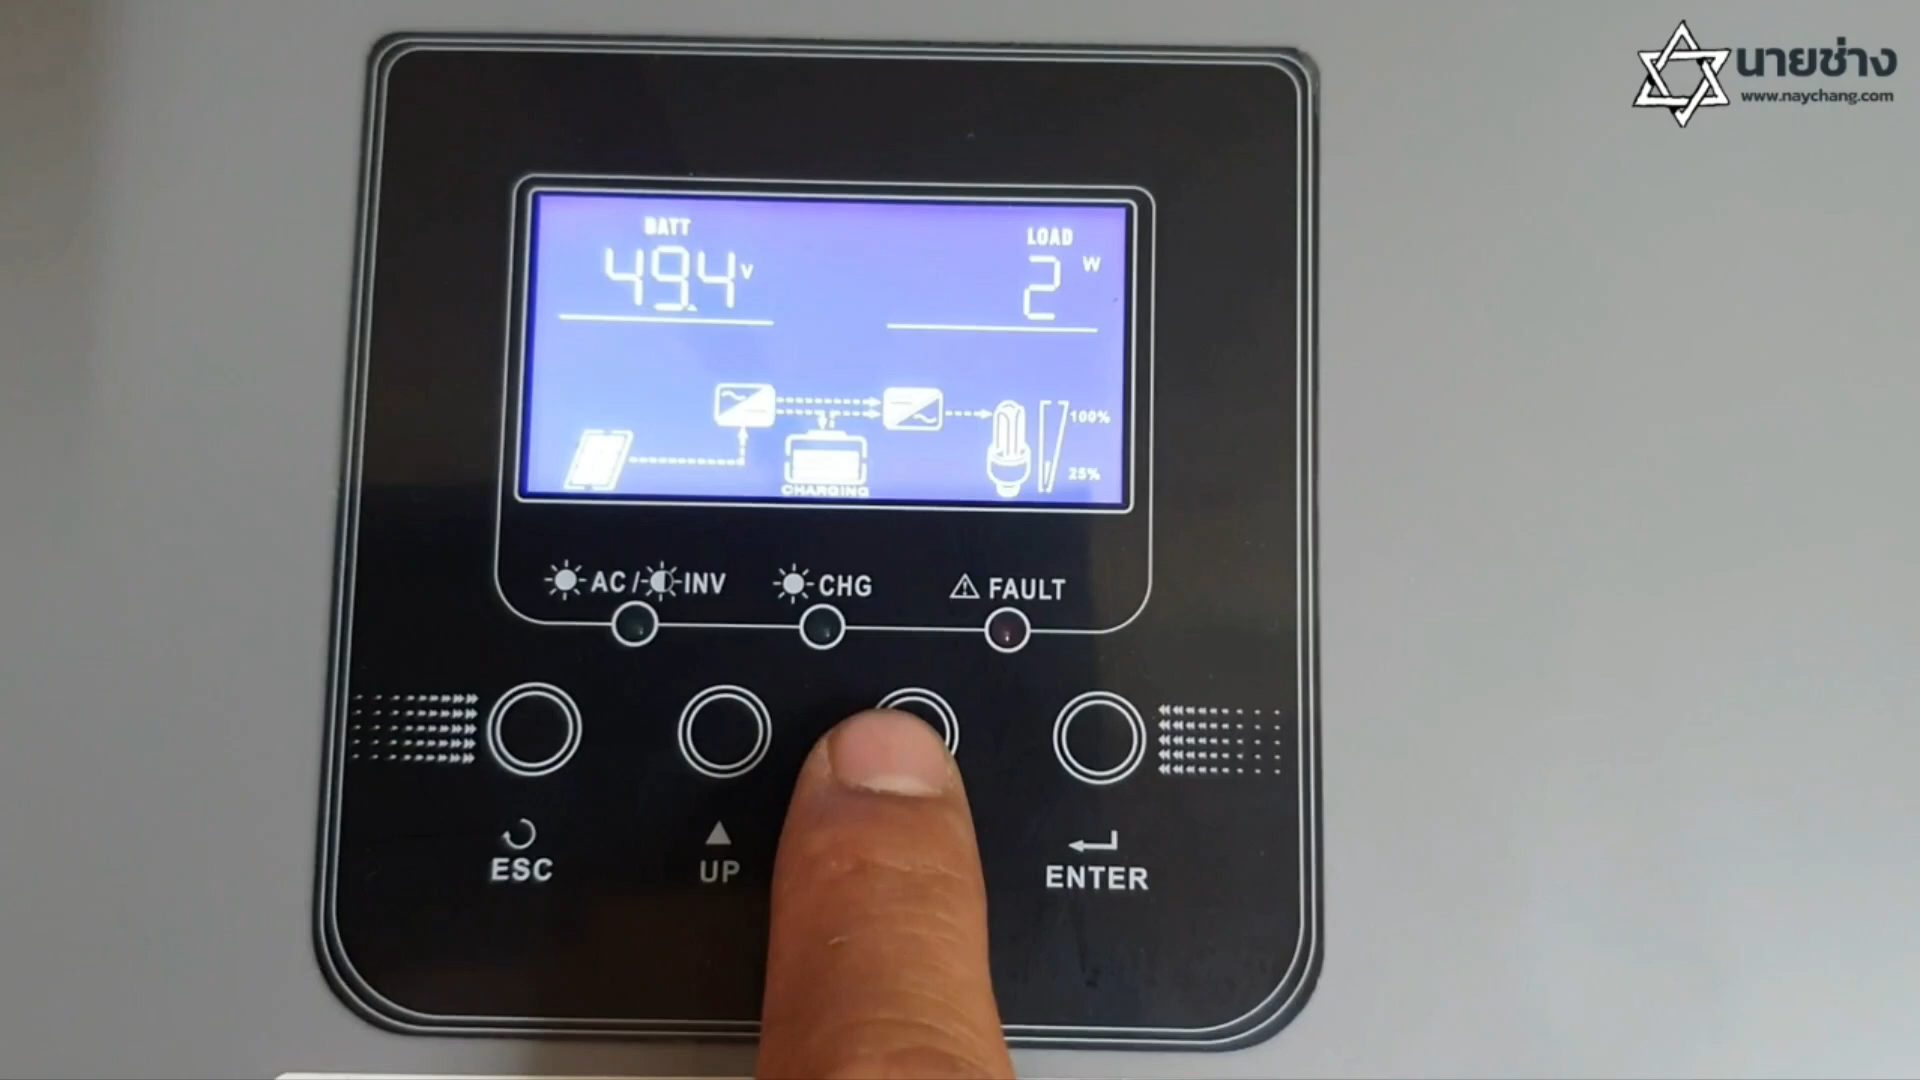 นายช่าง
www.naychang.com
BATT
49.4 V
LOAD
2 W
100%
25%
CHARGING
AC / INV
CHG
FAULT
ESC
UP
ENTER